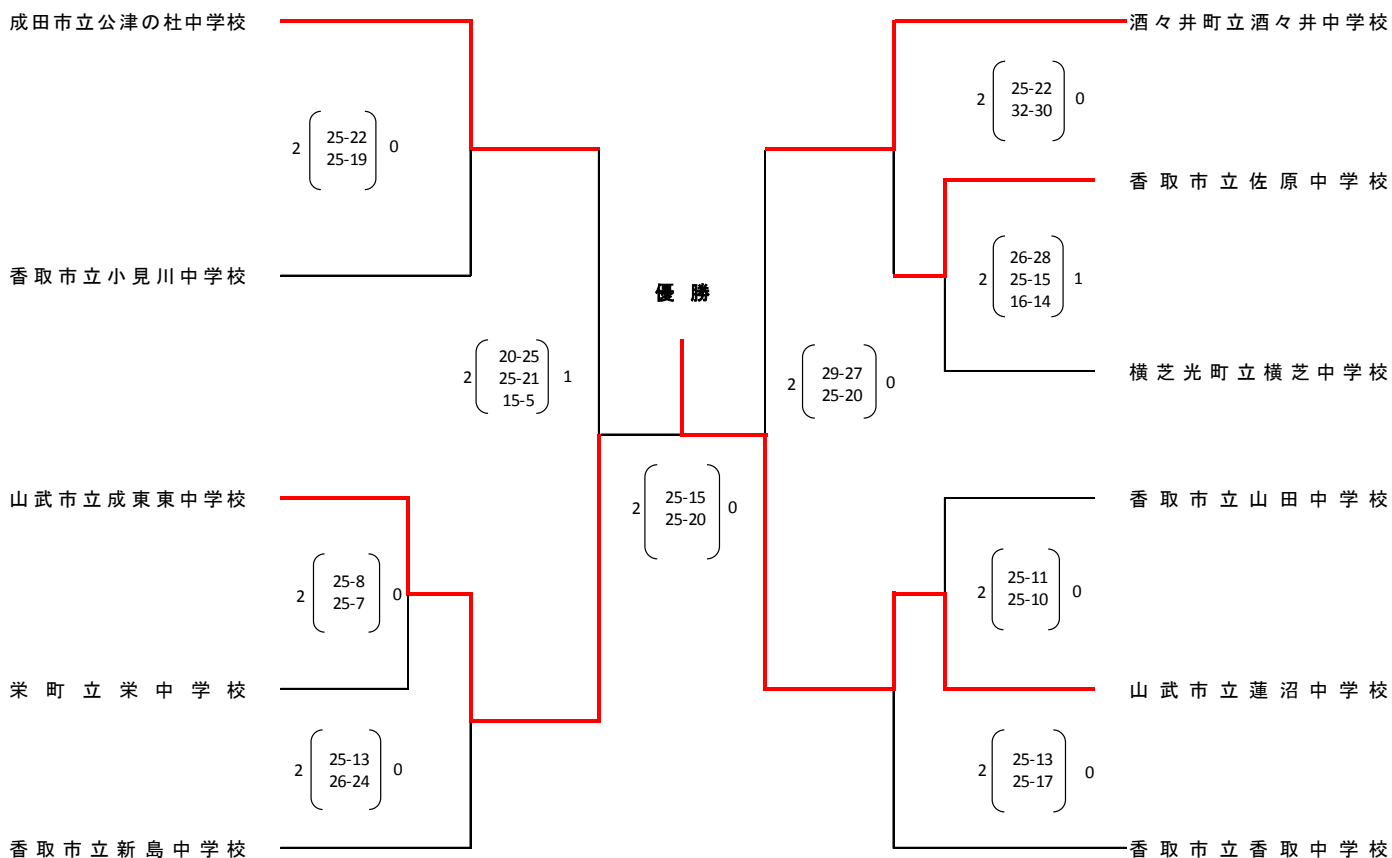 成田市立公津の杜中学校
酒々井町立酒々井中学校
2 25-22 0
25-19
2 25-22 0
32-30
香取市立佐原中学校
香取市立小見川中学校
2 26-28 1
25-15
16-14
優 勝
横芝光町立横芝中学校
2 20-25 1
25-21
15-5
2 29-27 0
25-20
山武市立成東東中学校
2 25-15 0
25-20
香取市立山田中学校
2 25-8 0
25-7
2 25-11 0
25-10
栄町立栄中学校
山武市立蓮沼中学校
2 25-13 0
26-24
2 25-13 0
25-17
香取市立新島中学校
香取市立香取中学校